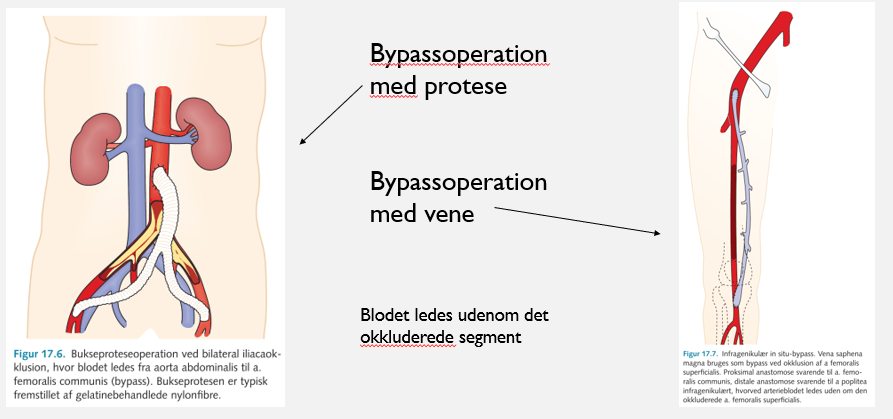 Bypassoperation
med protese
Bypassoperation
med vene
Blodet ledes udenom det
okkluderede segment
Figur 17.6. Bukseproteseoperation ved bilateral iliacaok-
klusion, hvor blodet ledes fra aorta abdominalis til a.
femoralis communis (bypass). Bukseprotesen er typisk
fremstillet af gelatinebehandlede nylonfibre.
Figur 17.7. Infragenikulær in situ-bypass. Vena saphena
magna bruges som bypass ved okklusion af a femoralis
superficialis. Proksimal anastomose svarende til a. femo-
ralis communis, distale anastomose svarende til a poplitea
infragenikulært, hvorved arterieblodet ledes uden om den
okkluderede a. femoralis superficialis.